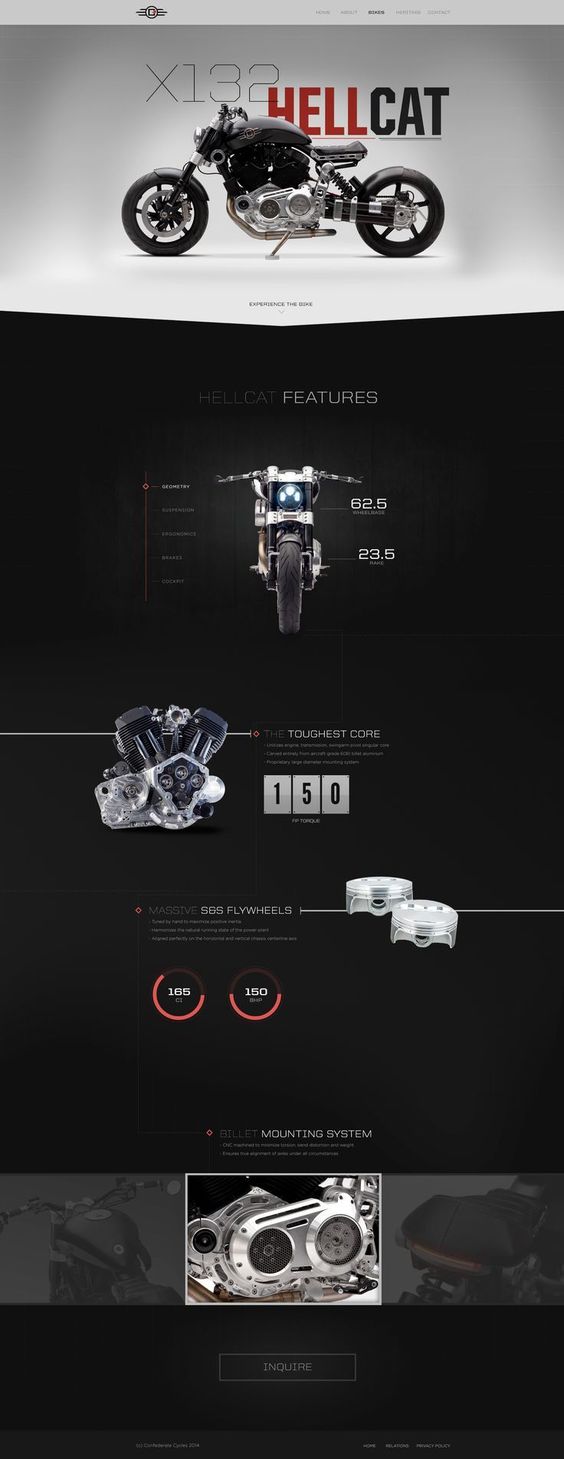 HOME ABOUT BIKES HERITAGE CONTACT
X132
HELLCAT
EXPERIENCE THE BIKE
HELLCAT FEATURES
GEOMETRY
SUSPENSION
ERGONOMICS
BRAKES
COCKPIT
62.5
WHEELBASE
23.5
RAKE
THE TOUGHEST CORE
- Unitizes engine, transmission, swingarm pivot singular core
- Carved entirely from aircraft grade 6061 billet aluminum
- Proprietary large diameter mounting system
150
FP TORQUE
MASSIVE S&S FLYWHEELS
- Tuned by hand to maximize positive inertia
- Harmonizes the natural running state of the power plant
- Aligned perfectly on the horizontal and vertical chassis centerline axis
165
CI
150
BHP
BILLET MOUNTING SYSTEM
- CNC machined to minimize torsion, bend distortion and weight
- Ensures true alignment of axles under all circumstances
INQUIRE
(c) Confederate Cycles 2014
HOME RELATIONS PRIVACY POLICY